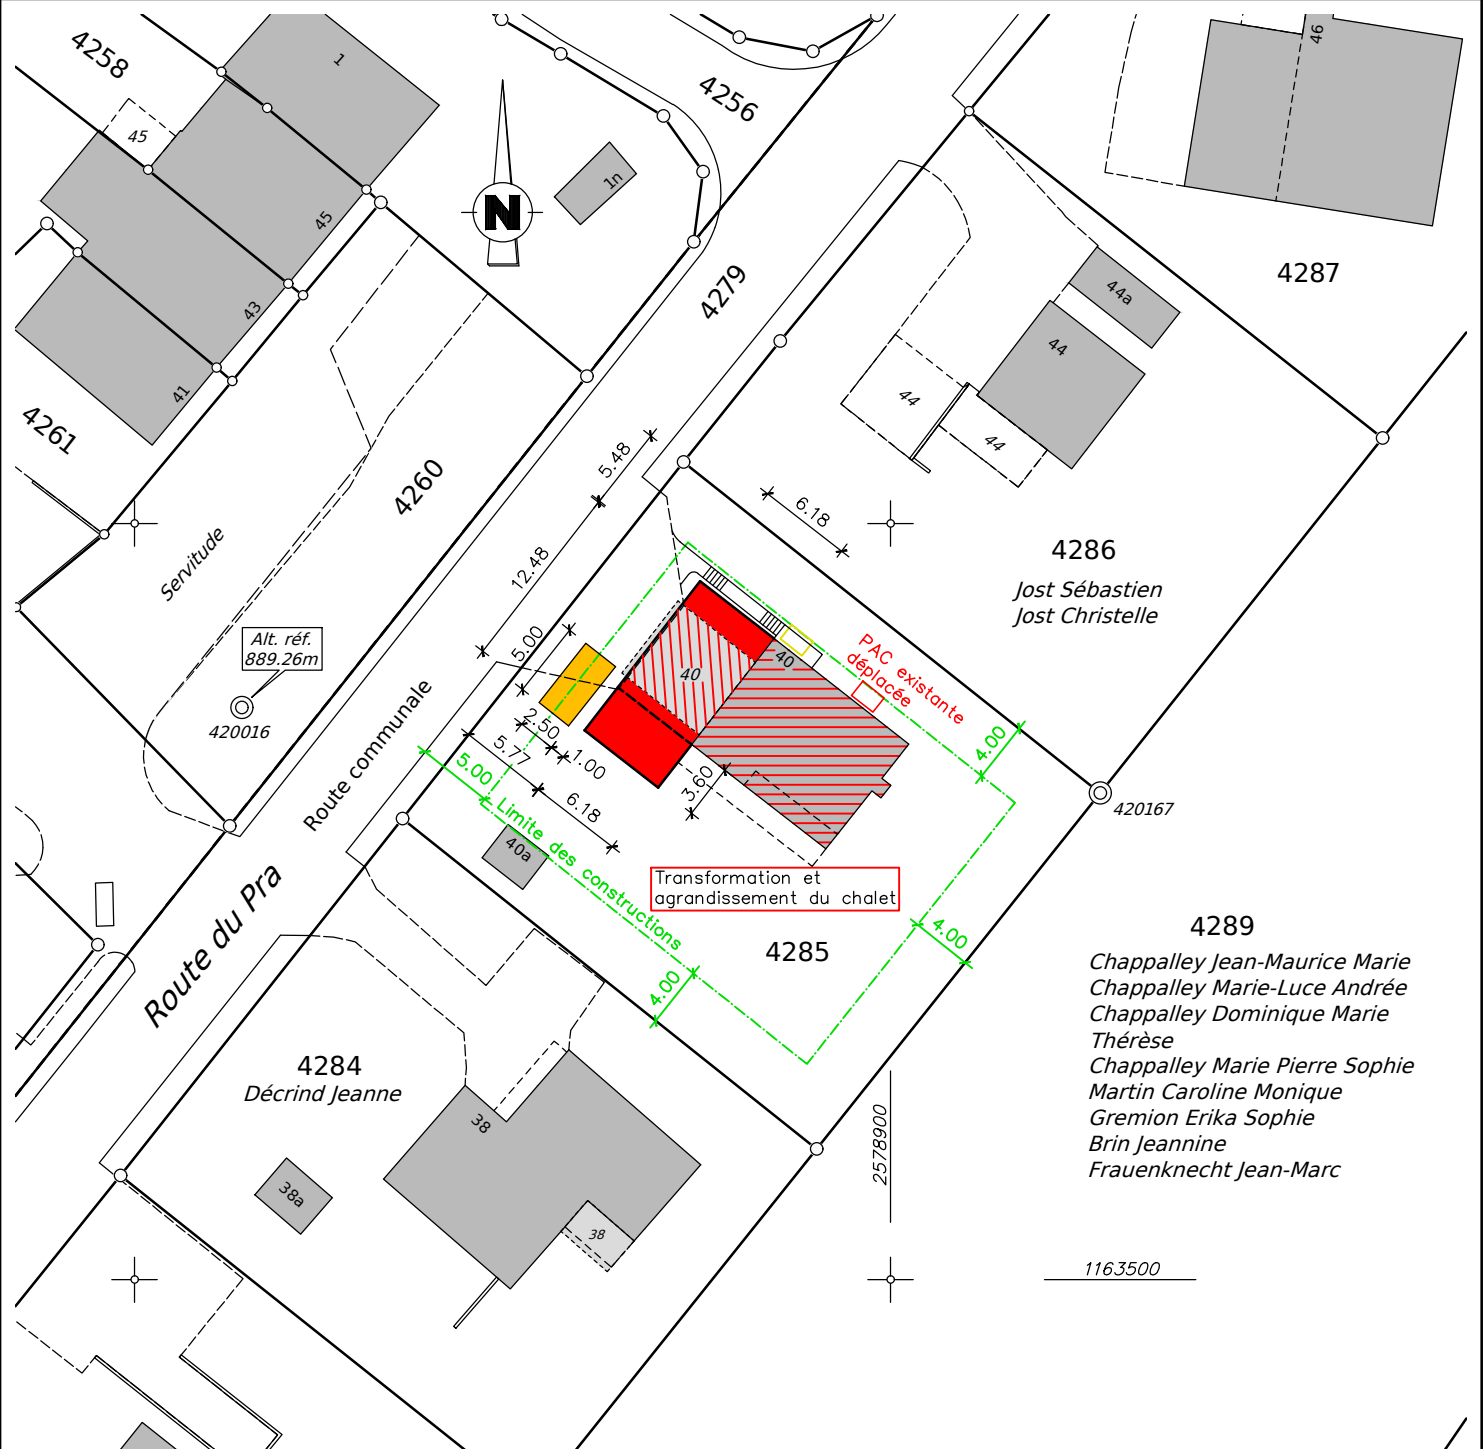 4258
1
46
4256
45
1n
45
N
4287
4279
44a
43
44
41
44
4261
44
5.48
4260
6.18
4286
12.48
Jost Sébastien
Jost Christelle
Servitude
Alt. réf.
889.26m
5.00
PAC existante
déplacée
40
40
420016
Route communale
2.50
5.77
1.00
5.00
3.60
4.00
6.18
420167
Limite des constructions
40a
Transformation et
agrandissement du chalet
4285
4.00
4289
Chappalley Jean-Maurice Marie
Chappalley Marie-Luce Andrée
Chappalley Dominique Marie
Thérèse
Chappalley Marie Pierre Sophie
Martin Caroline Monique
Gremion Erika Sophie
Brin Jeannine
Frauenknecht Jean-Marc
Route du Pra
4.00
4284
Décrind Jeanne
38
2578900
38a
38
1163500